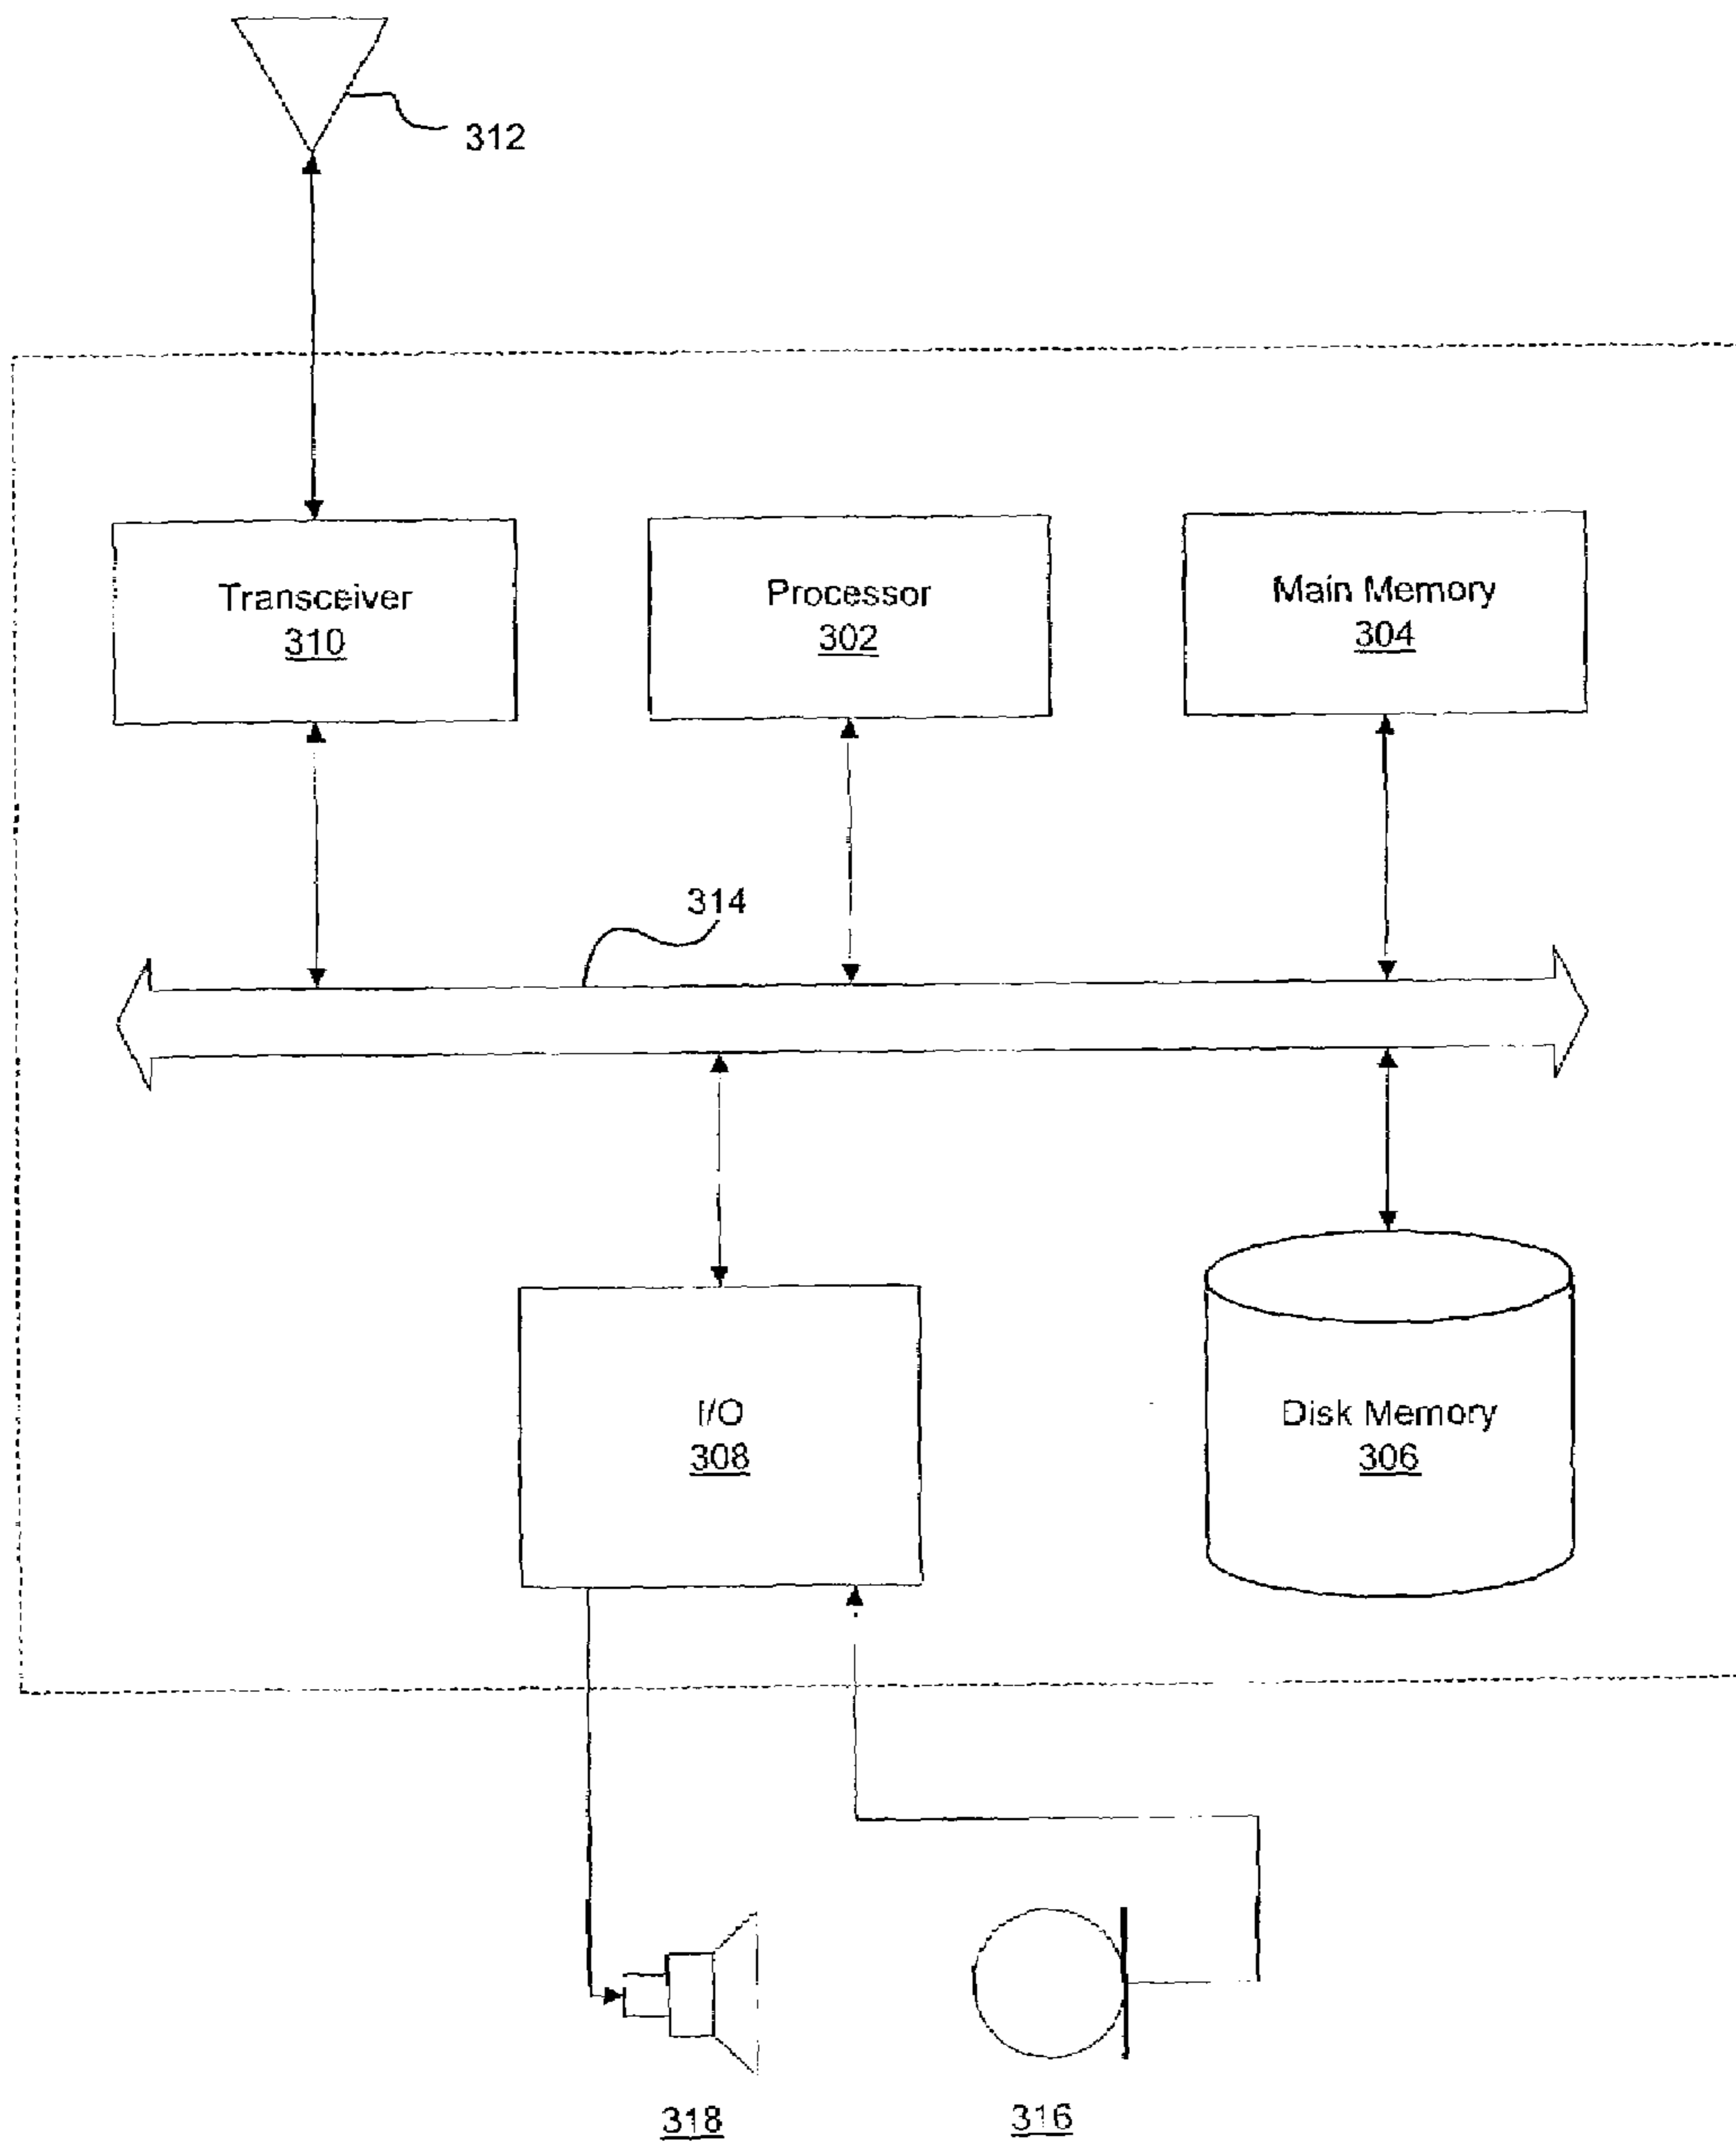 312
Transceiver
310
Processor
302
Main Memory
304
314
I/O
308
Disk Memory
306
318
316